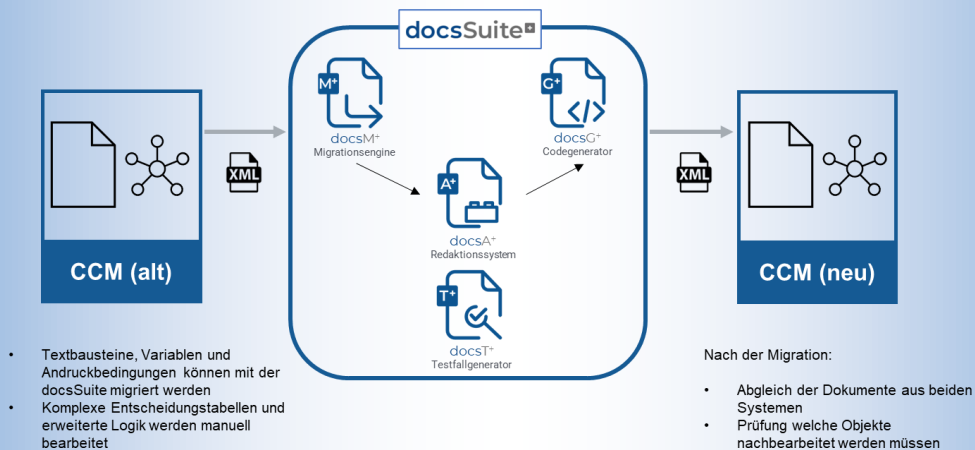 docsSuite+
M+
docsM+
Migrationsengine
G+
</>
docsG+
Codegenerator
XML
XML
A+
docsA+
Redaktionssystem
CCM (alt)
CCM (neu)
T+
docsT+
Testfallgenerator
• Textbausteine, Variablen und
Andruckbedingungen können mit der
docsSuite migriert werden
• Komplexe Entscheidungstabellen und
erweiterte Logik werden manuell
bearbeitet
Nach der Migration:
• Abgleich der Dokumente aus beiden
Systemen
• Prüfung welche Objekte
nachbearbeitet werden müssen